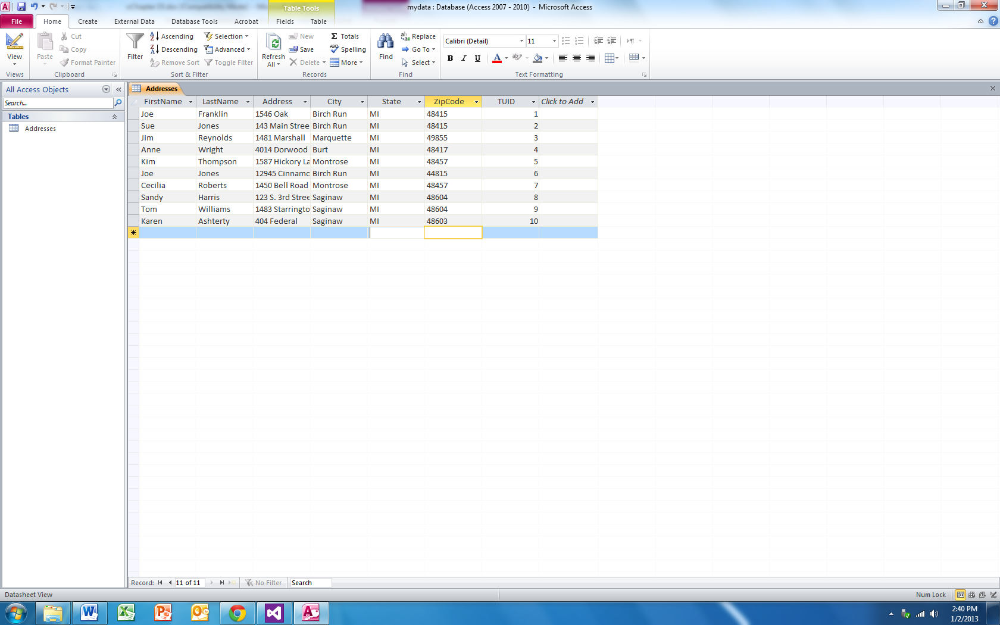 Table Tools
mydata : Database (Access 2007 - 2010) - Microsoft Access
File Home Create External Data Database Tools Acrobat Fields Table
View
Views
Paste
Cut
Copy
Format Painter
Clipboard
Filter
Ascending
Descending
Remove Sort
Selection
Advanced
Toggle Filter
Sort & Filter
Refresh
All
New
Save
Delete
Totals
Spelling
More
Records
Find
Replace
Go To
Select
Find
Calibri (Detail) 11
B I U A ab
Text Formatting
All Access Objects
Search...
Tables
Addresses
Addresses
FirstName LastName Address City State ZipCode TUID Click to Add
Joe Franklin 1546 Oak Birch Run MI 48415 1
Sue Jones 143 Main Stree Birch Run MI 48415 2
Jim Reynolds 1481 Marshall Marquette MI 49855 3
Anne Wright 4014 Dorwood Burt MI 48417 4
Kim Thompson 1587 Hickory La Montrose MI 48457 5
Joe Jones 12945 Cinnamo Birch Run MI 44815 6
Cecilia Roberts 1450 Bell Road Montrose MI 48457 7
Sandy Harris 123 S. 3rd Stree Saginaw MI 48604 8
Tom Williams 1483 Starringto Saginaw MI 48604 9
Karen Ashterty 404 Federal Saginaw MI 48603 10
Record: 11 of 11 No Filter Search
Datasheet View Num Lock
2:40 PM
1/2/2013